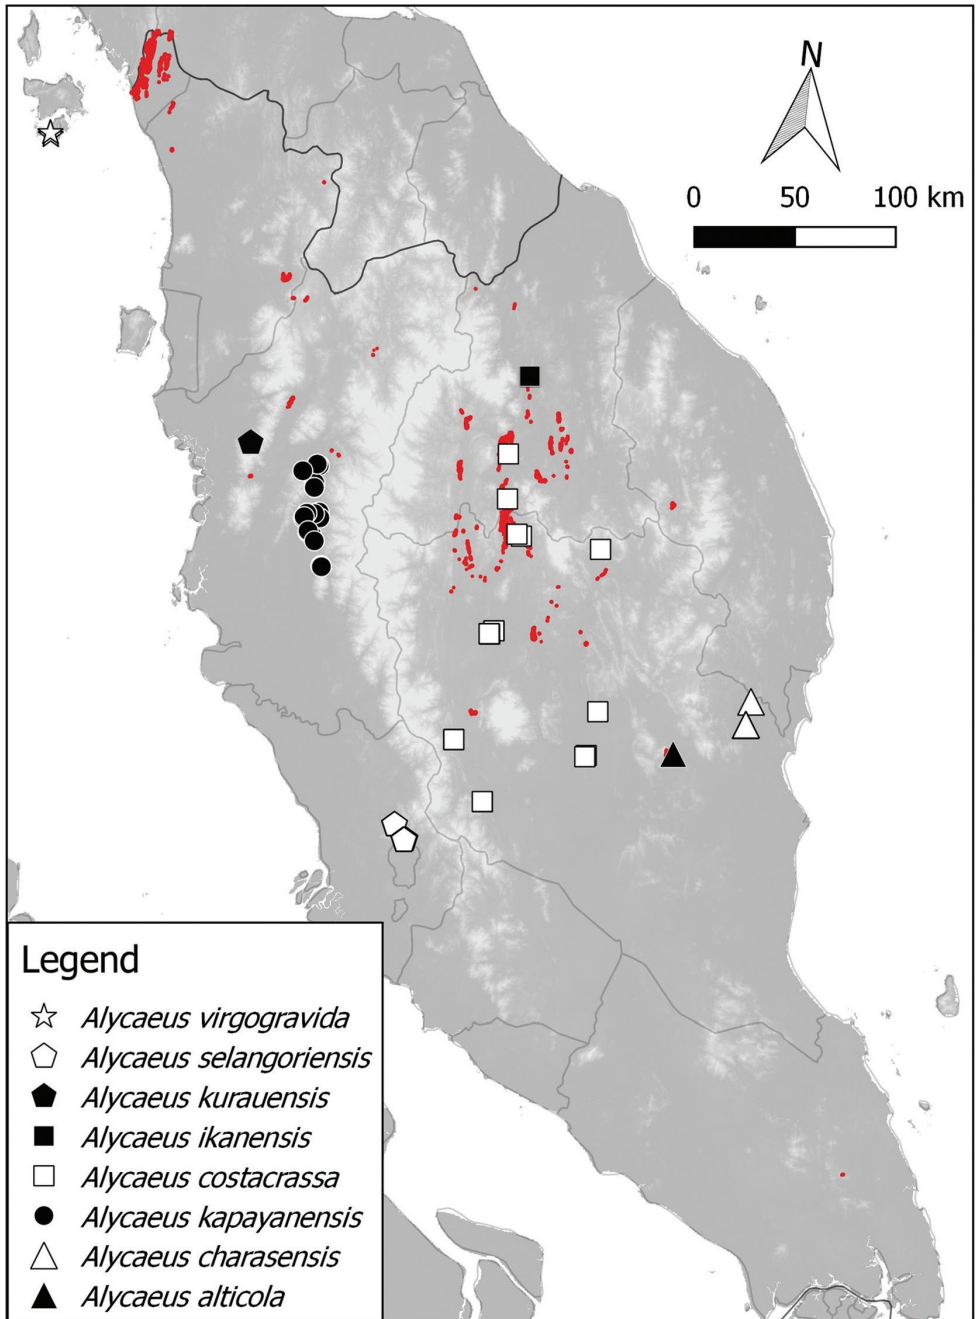 N
0 50 100 km
Legend
Alycaeus virgogravida
Alycaeus selangoriensis
Alycaeus kurauensis
Alycaeus ikanensis
Alycaeus costacrassa
Alycaeus kapayanensis
Alycaeus charasensis
Alycaeus alticola